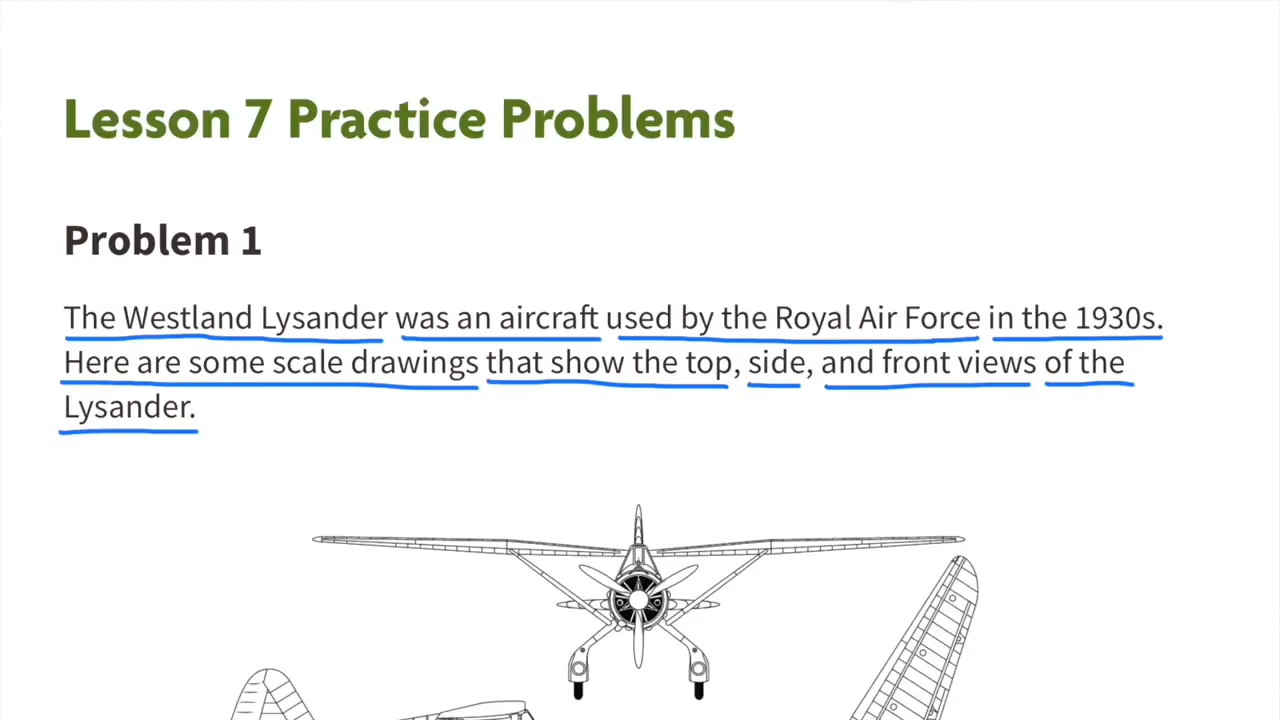 Lesson 7 Practice Problems
Problem 1
The Westland Lysander was an aircraft used by the Royal Air Force in the 1930s.
Here are some scale drawings that show the top, side, and front views of the
Lysander.